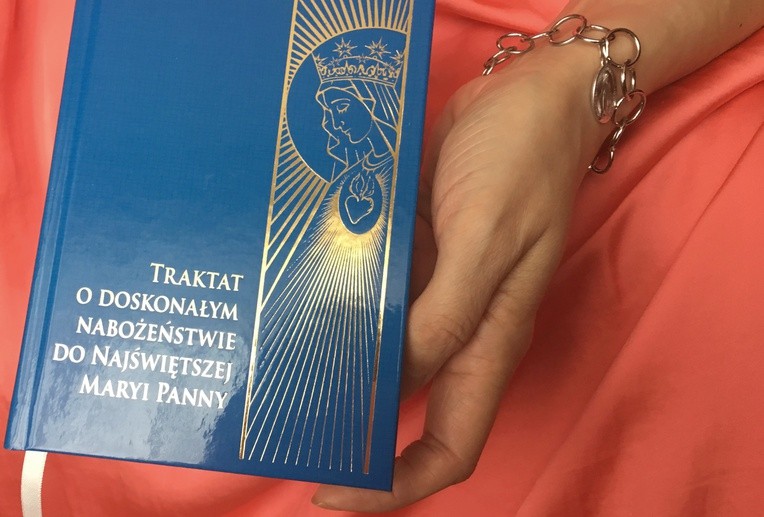 TRAKTAT
O DOSKONAŁYM
NABOŻEŃSTWIE
DO NAJŚWIĘTSZEJ
MARYI PANNY